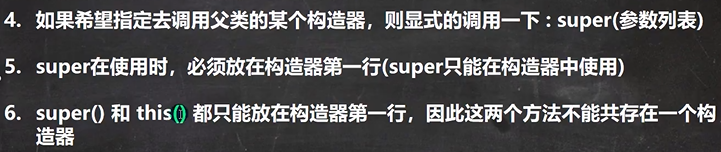 4. 如果希望指定去调用父类的某个构造器，则显式的调用一下 : super(参数列表)
5. super在使用时，必须放在构造器第一行(super只能在构造器中使用)
6. super() 和 this() 都只能放在构造器第一行，因此这两个方法不能共存在一个构
造器